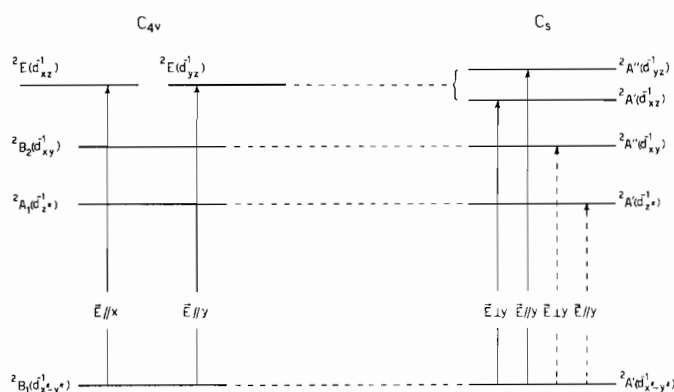 C₄ᵥ Cₛ
²E(d⁻¹xz) ²E(d⁻¹yz) ²A''(d⁻¹yz)
²A'(d⁻¹xz)
²B₂(d⁻¹xy) ²A''(d⁻¹xy)
²A₁(d⁻¹z²) ²A'(d⁻¹z²)
E⃗//x E⃗//y E⃗⊥y E⃗//y E⃗⊥y E⃗//y
²B₁(d⁻¹x²-y²) ²A'(d⁻¹x²-y²)